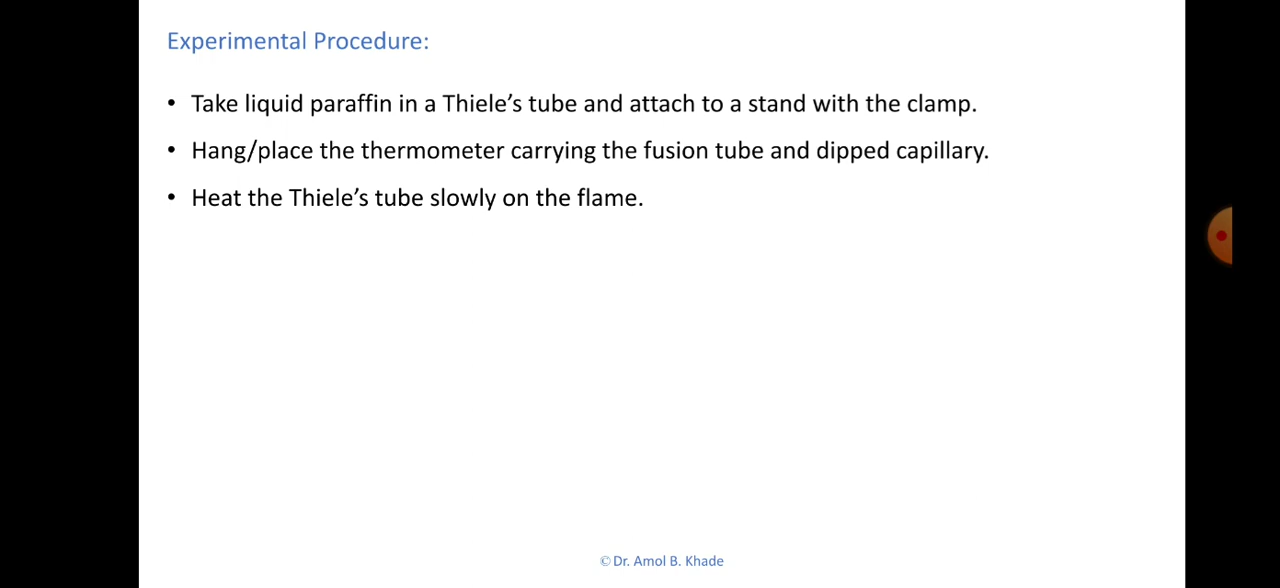 Experimental Procedure:
• Take liquid paraffin in a Thiele’s tube and attach to a stand with the clamp.
• Hang/place the thermometer carrying the fusion tube and dipped capillary.
• Heat the Thiele’s tube slowly on the flame.
© Dr. Amol B. Khade